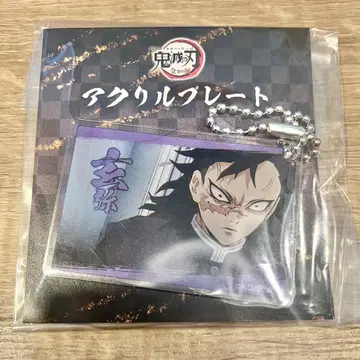 鬼滅の刃
アクリルプレート
玄弥